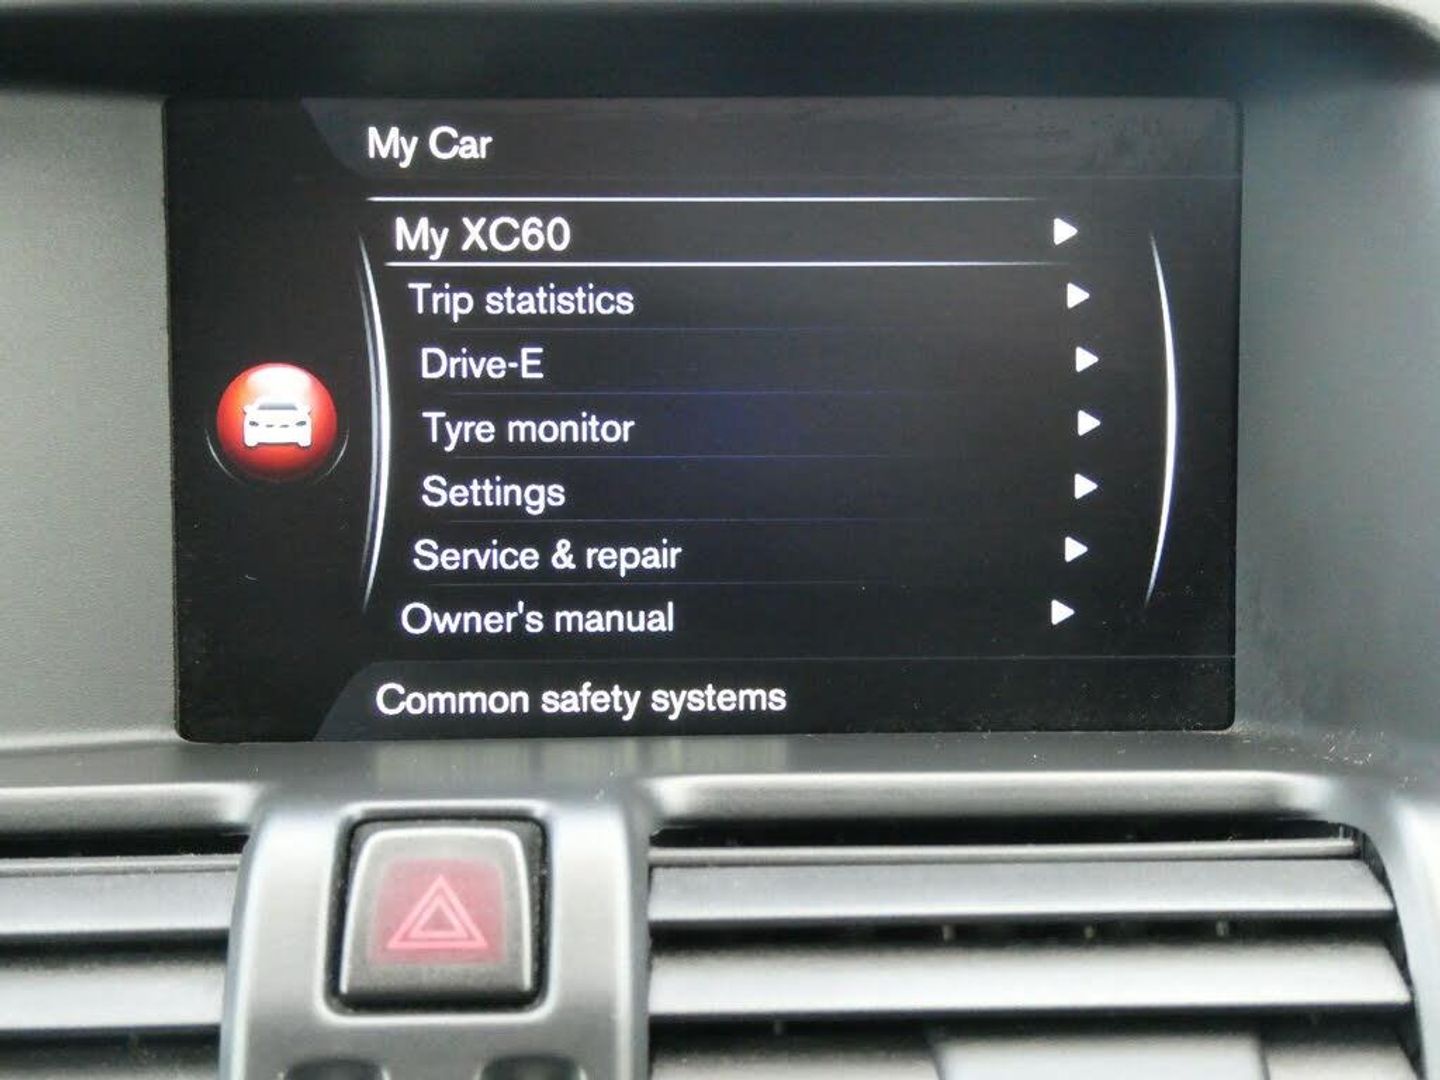 My Car
My XC60
Trip statistics
Drive-E
Tyre monitor
Settings
Service & repair
Owner's manual
Common safety systems